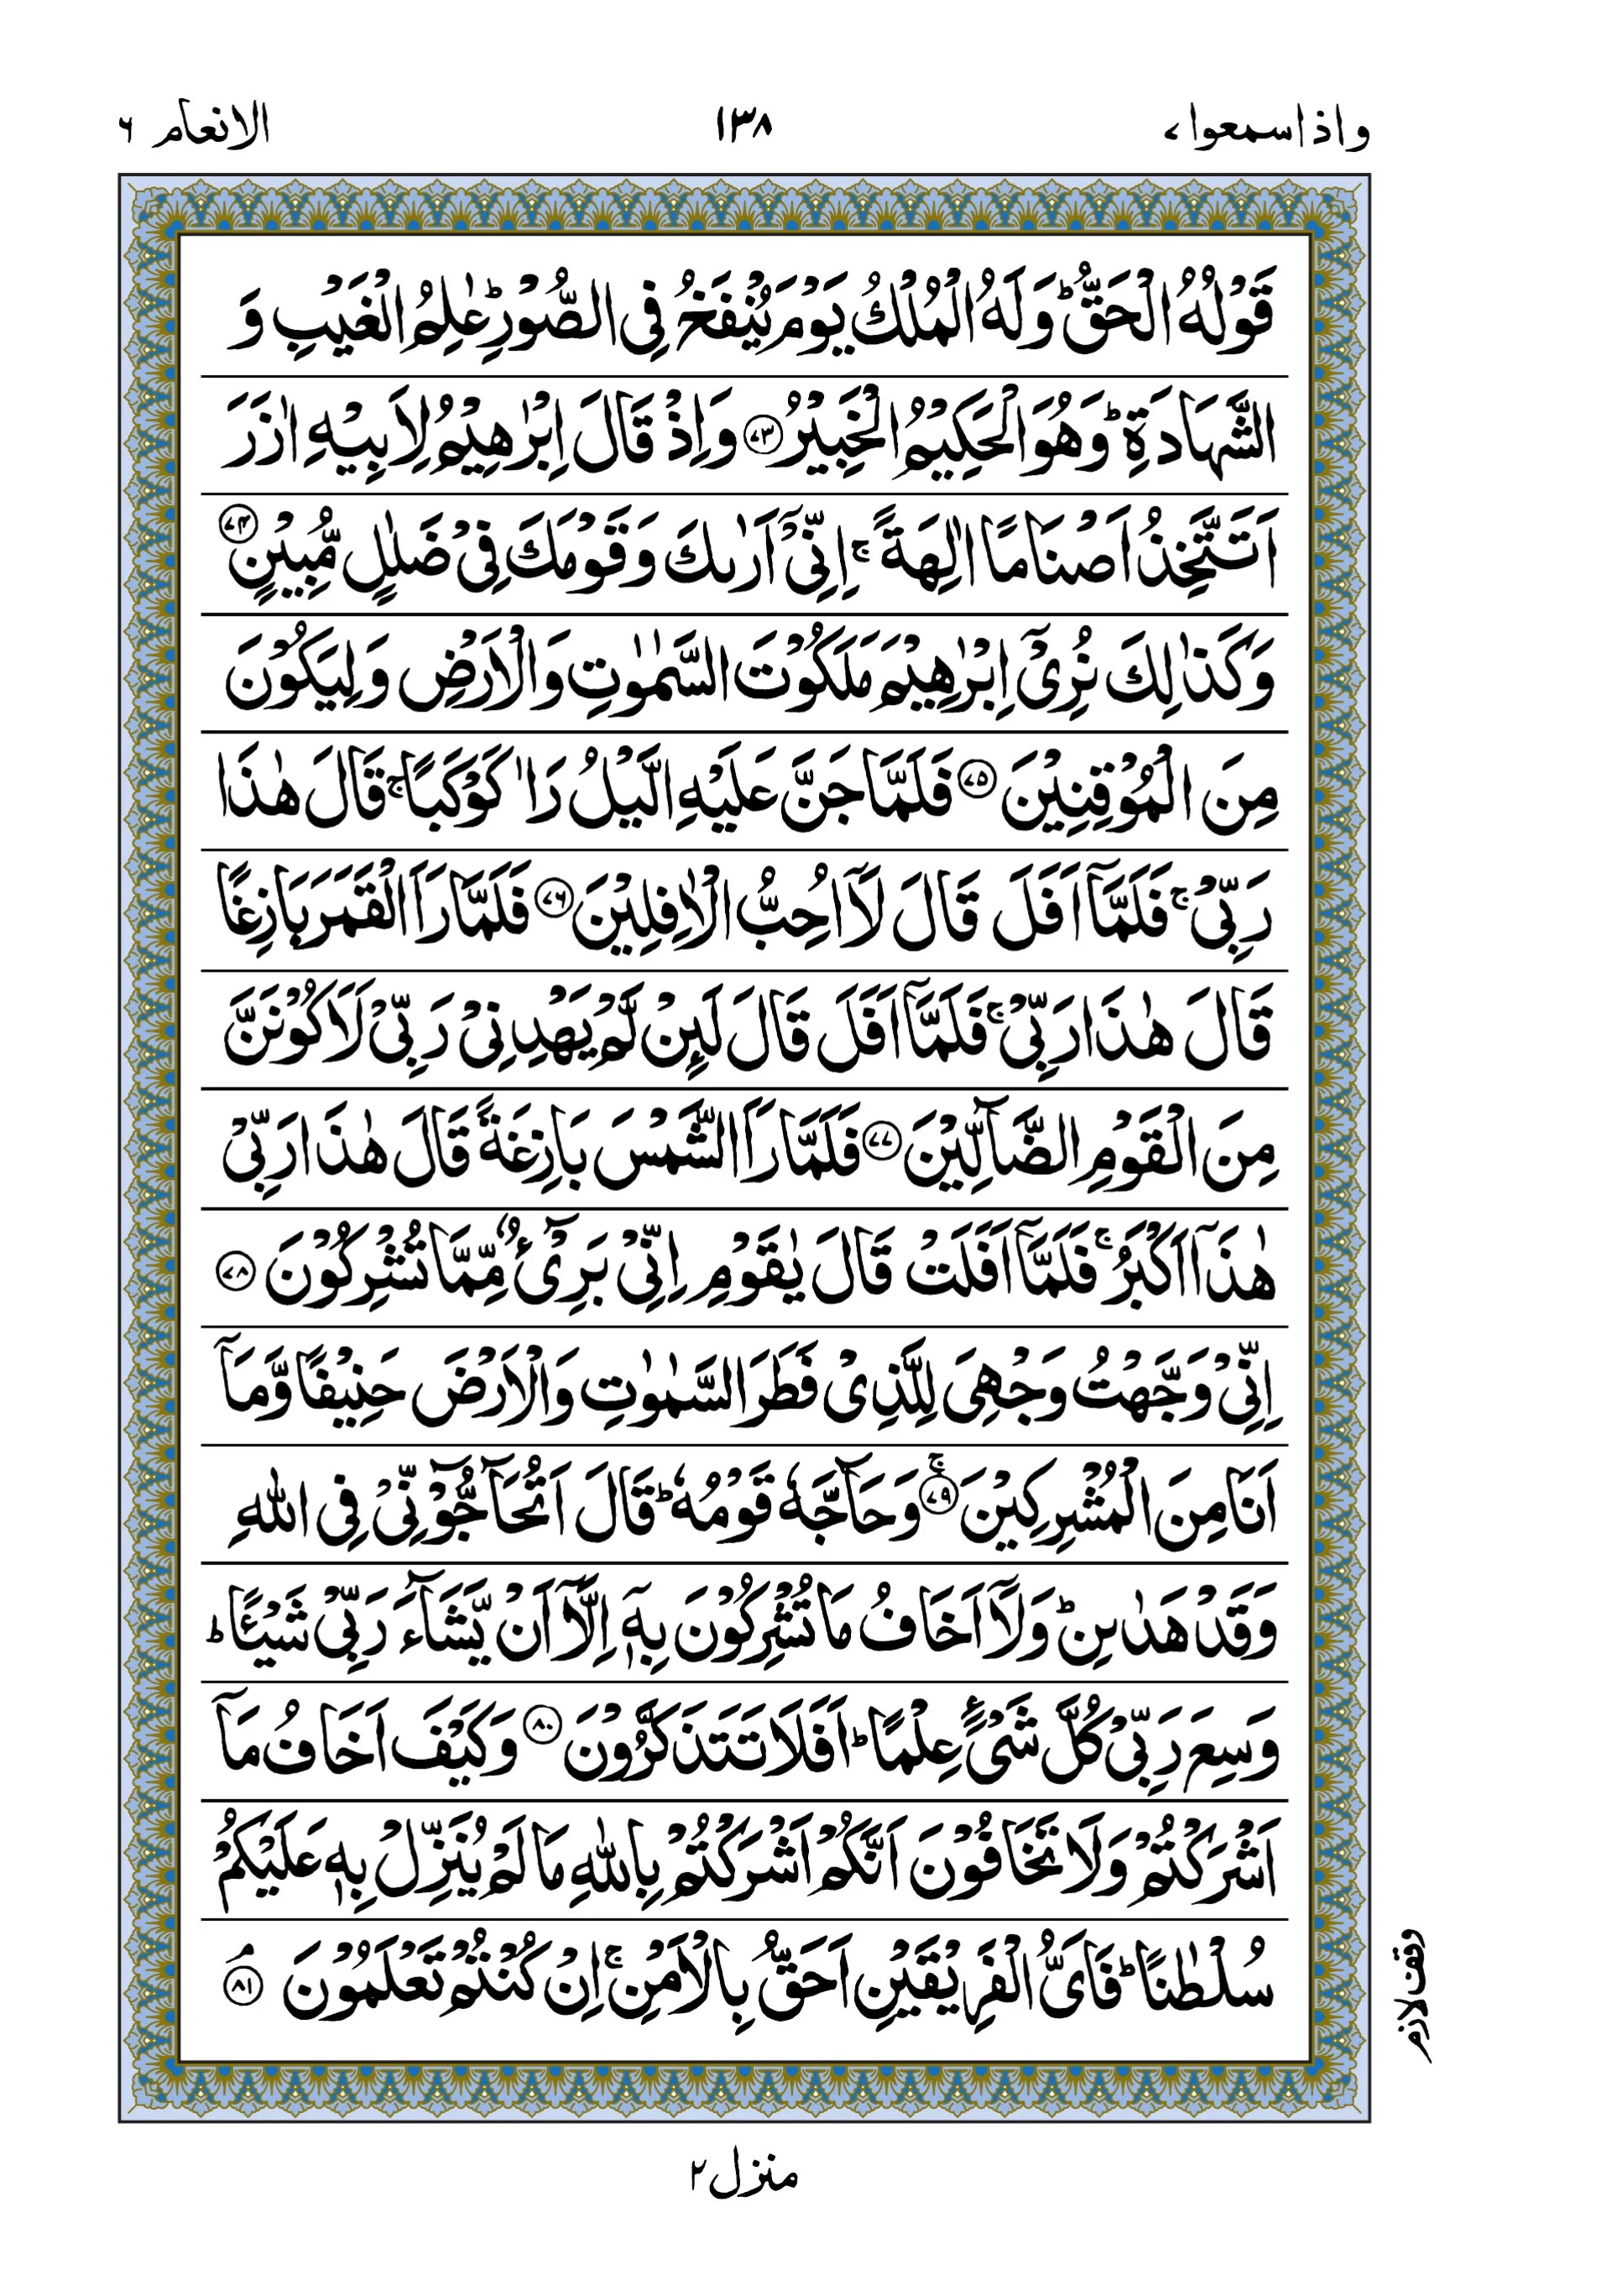 واذاسمعوا ۷
۱۳۸
الانعام ۶
قَوْلُهُ الْحَقُّ ؕ وَلَهُ الْمُلْكُ يَوْمَ يُنْفَخُ فِى الصُّوْرِ ؕ عٰلِمُ الْغَيْبِ وَ
الشَّهَادَةِ ؕ وَهُوَ الْحَكِيْمُ الْخَبِيْرُ ﴿۷۳﴾ وَاِذْ قَالَ اِبْرٰهِيْمُ لِاَبِيْهِ اٰزَرَ
اَتَتَّخِذُ اَصْنَامًا اٰلِهَةً ۚ اِنِّىْۤ اَرٰىكَ وَقَوْمَكَ فِىْ ضَلٰلٍ مُّبِيْنٍ ﴿۷۴﴾
وَكَذٰلِكَ نُرِىْۤ اِبْرٰهِيْمَ مَلَكُوْتَ السَّمٰوٰتِ وَالْاَرْضِ وَلِيَكُوْنَ
مِنَ الْمُوْقِنِيْنَ ﴿۷۵﴾ فَلَمَّا جَنَّ عَلَيْهِ الَّيْلُ رَاٰ كَوْكَبًا ۚ قَالَ هٰذَا
رَبِّىْ ۚ فَلَمَّاۤ اَفَلَ قَالَ لَاۤ اُحِبُّ الْاٰفِلِيْنَ ﴿۷۶﴾ فَلَمَّا رَاَ الْقَمَرَ بَازِغًا
قَالَ هٰذَا رَبِّىْ ۚ فَلَمَّاۤ اَفَلَ قَالَ لَئِنْ لَّمْ يَهْدِنِىْ رَبِّىْ لَاَكُوْنَنَّ
مِنَ الْقَوْمِ الضَّآلِّيْنَ ﴿۷۷﴾ فَلَمَّا رَاَ الشَّمْسَ بَازِغَةً قَالَ هٰذَا رَبِّىْ
هٰذَاۤ اَكْبَرُ ۚ فَلَمَّاۤ اَفَلَتْ قَالَ يٰقَوْمِ اِنِّىْ بَرِىْٓءٌ مِّمَّا تُشْرِكُوْنَ ﴿۷۸﴾
اِنِّىْ وَجَّهْتُ وَجْهِىَ لِلَّذِىْ فَطَرَ السَّمٰوٰتِ وَالْاَرْضَ حَنِيْفًا وَّمَاۤ
اَنَا مِنَ الْمُشْرِكِيْنَ ﴿۷۹﴾ۚ وَحَآجَّهٗ قَوْمُهٗ ؕ قَالَ اَتُحَآجُّوْٓنِّىْ فِى اللّٰهِ
وَقَدْ هَدٰىنِ ؕ وَلَاۤ اَخَافُ مَا تُشْرِكُوْنَ بِهٖۤ اِلَّاۤ اَنْ يَّشَآءَ رَبِّىْ شَيْـئًا ؕ
وَسِعَ رَبِّىْ كُلَّ شَىْءٍ عِلْمًا ؕ اَفَلَا تَتَذَكَّرُوْنَ ﴿۸۰﴾ وَكَيْفَ اَخَافُ مَاۤ
اَشْرَكْتُمْ وَلَا تَخَافُوْنَ اَنَّكُمْ اَشْرَكْتُمْ بِاللّٰهِ مَا لَمْ يُنَزِّلْ بِهٖ عَلَيْكُمْ
سُلْطٰنًا ؕ فَاَىُّ الْفَرِيْقَيْنِ اَحَقُّ بِالْاَمْنِ ۚ اِنْ كُنْتُمْ تَعْلَمُوْنَ ﴿۸۱﴾ۘ
وقف لازم
منزل ۲